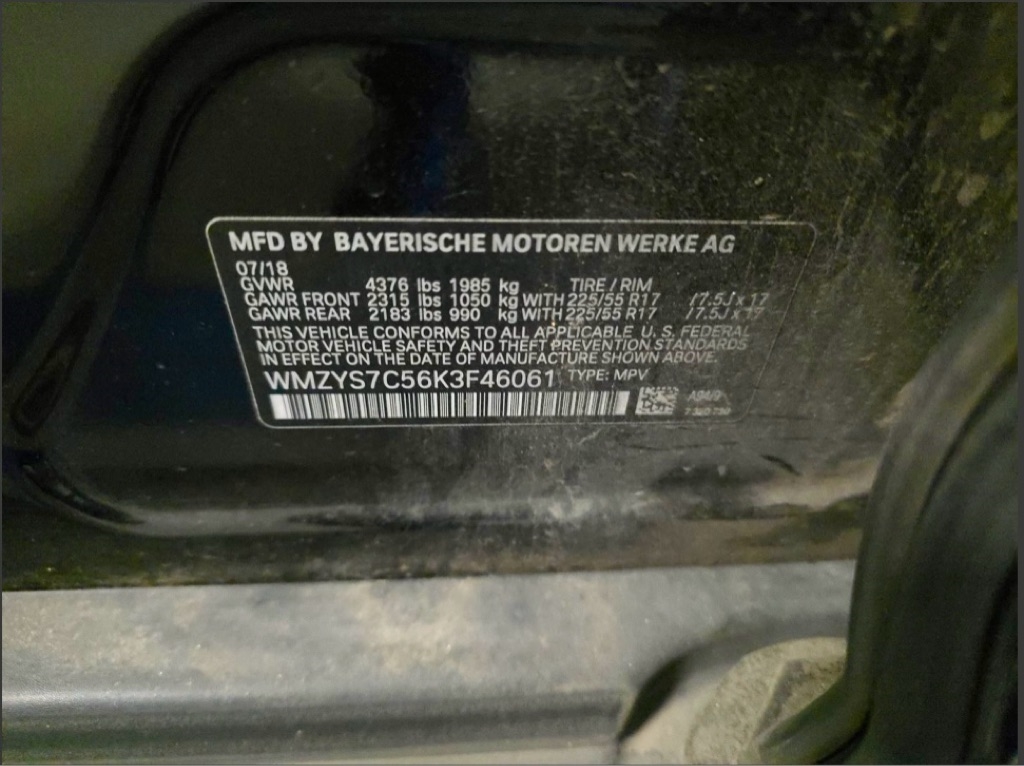 MFD BY BAYERISCHE MOTOREN WERKE AG
07/18
GVWR 4376 lbs 1985 kg TIRE / RIM
GAWR FRONT 2315 lbs 1050 kg WITH 225/55 R17 /7.5J x 17
GAWR REAR 2183 lbs 990 kg WITH 225/55 R17 /7.5J x 17
THIS VEHICLE CONFORMS TO ALL APPLICABLE U. S. FEDERAL
MOTOR VEHICLE SAFETY AND THEFT PREVENTION STANDARDS
IN EFFECT ON THE DATE OF MANUFACTURE SHOWN ABOVE.
WMZYS7C56K3F46061 TYPE: MPV